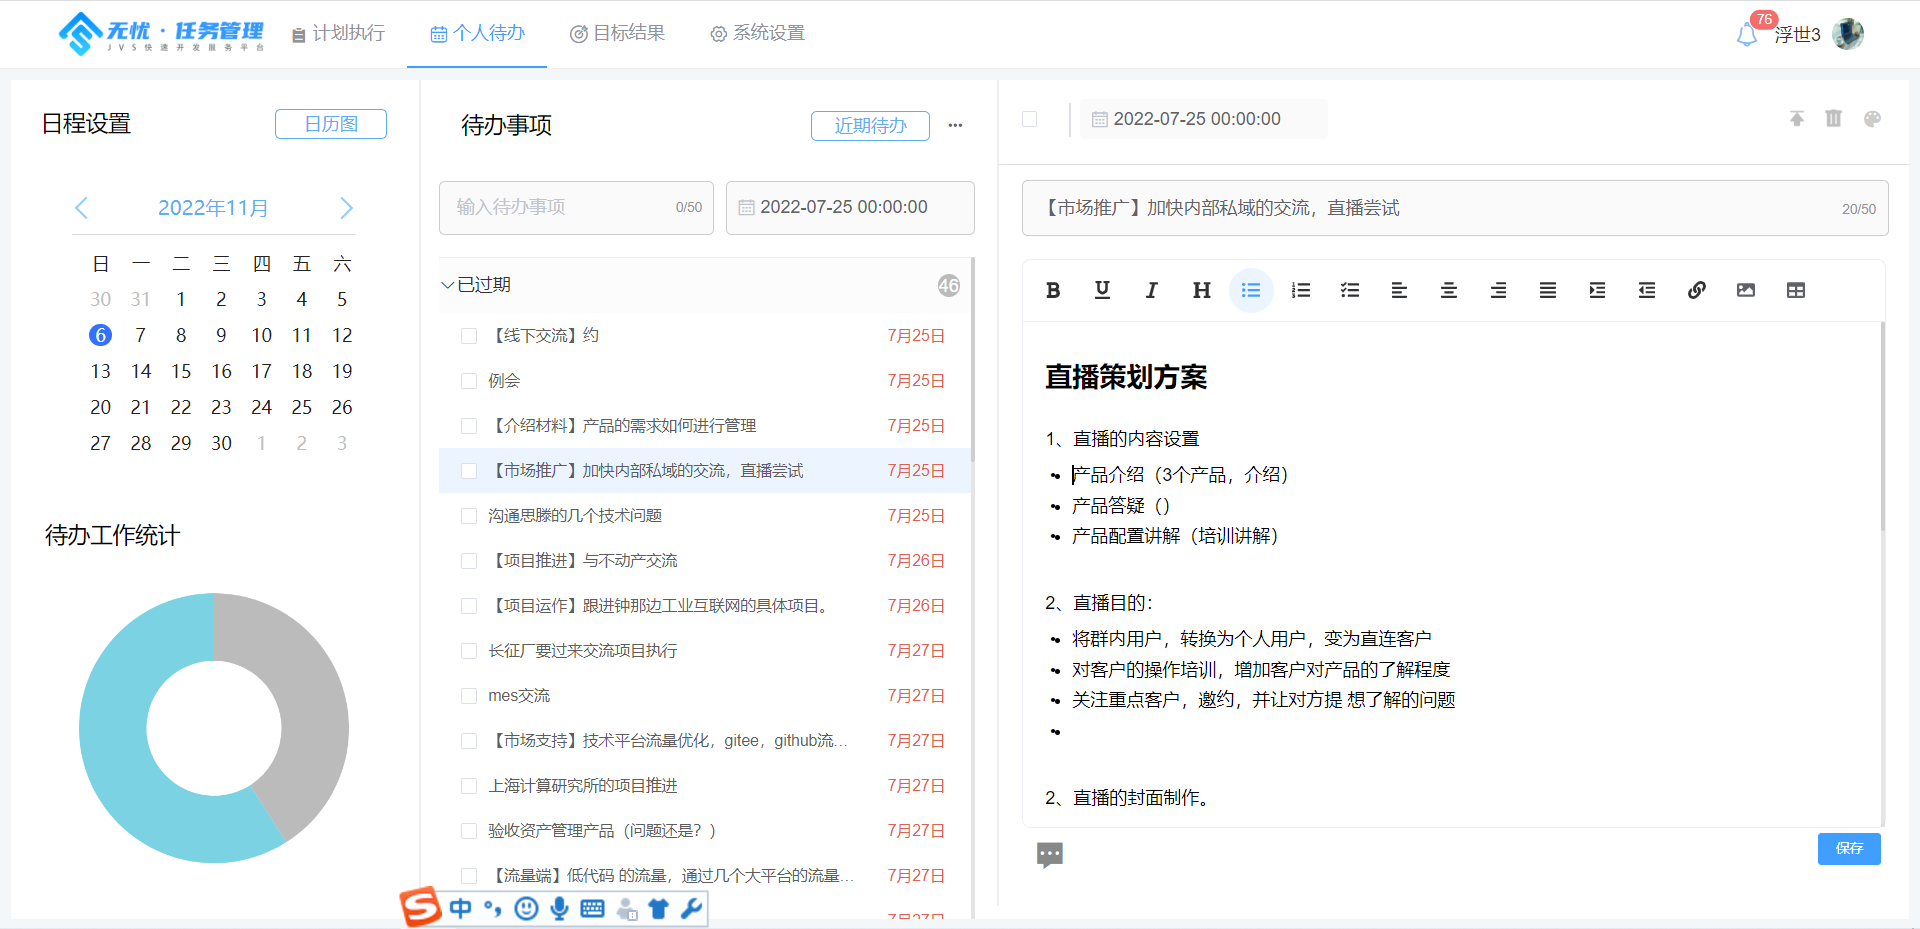 无忧·任务管理
JVS快速开发服务平台
计划执行
个人待办
目标结果
系统设置
76
浮世3
日程设置
日历图
2022年11月
日 一 二 三 四 五 六
30 31 1 2 3 4 5
6 7 8 9 10 11 12
13 14 15 16 17 18 19
20 21 22 23 24 25 26
27 28 29 30 1 2 3
待办工作统计
待办事项
近期待办
···
输入待办事项 0/50
2022-07-25 00:00:00
已过期 46
【线下交流】约 7月25日
例会 7月25日
【介绍材料】产品的需求如何进行管理 7月25日
【市场推广】加快内部私域的交流，直播尝试 7月25日
沟通思滕的几个技术问题 7月25日
【项目推进】与不动产交流 7月26日
【项目运作】跟进钟那边工业互联网的具体项目。 7月26日
长征厂要过来交流项目执行 7月27日
mes交流 7月27日
【市场支持】技术平台流量优化，gitee，github流... 7月27日
上海计算研究所的项目推进 7月27日
验收资产管理产品（问题还是？） 7月27日
【流量端】低代码 的流量，通过几个大平台的流量... 7月27日
7月27日
中
2022-07-25 00:00:00
【市场推广】加快内部私域的交流，直播尝试 20/50
B U I H
直播策划方案
1、直播的内容设置
• 产品介绍（3个产品，介绍）
• 产品答疑（）
• 产品配置讲解（培训讲解）
2、直播目的：
• 将群内用户，转换为个人用户，变为直连客户
• 对客户的操作培训，增加客户对产品的了解程度
• 关注重点客户，邀约，并让对方提 想了解的问题
•
2、直播的封面制作。
保存